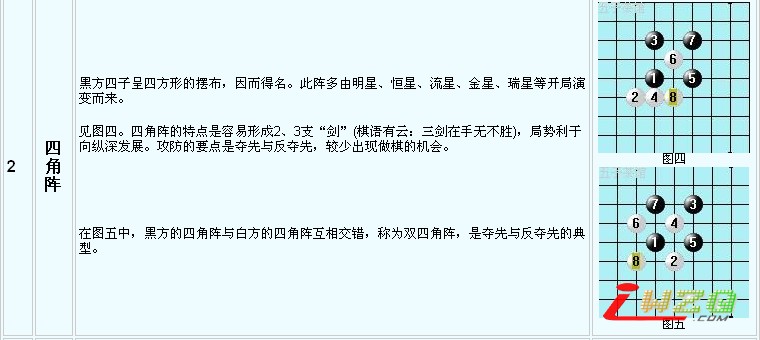 五子茶馆
3 7
6
1 5
2 4 8
图四
黑方四子呈四方形的摆布，因而得名。此阵多由明星、恒星、流星、金星、瑞星等开局演
变而来。
见图四。四角阵的特点是容易形成2、3支“剑”(棋语有云：三剑在手无不胜)，局势利于
向纵深发展。攻防的要点是夺先与反夺先，较少出现做棋的机会。
2
四
角
阵
在图五中，黑方的四角阵与白方的四角阵互相交错，称为双四角阵，是夺先与反夺先的典
型。
7 3
6 4
1 5
8 2
iWZQ
.COM
图五